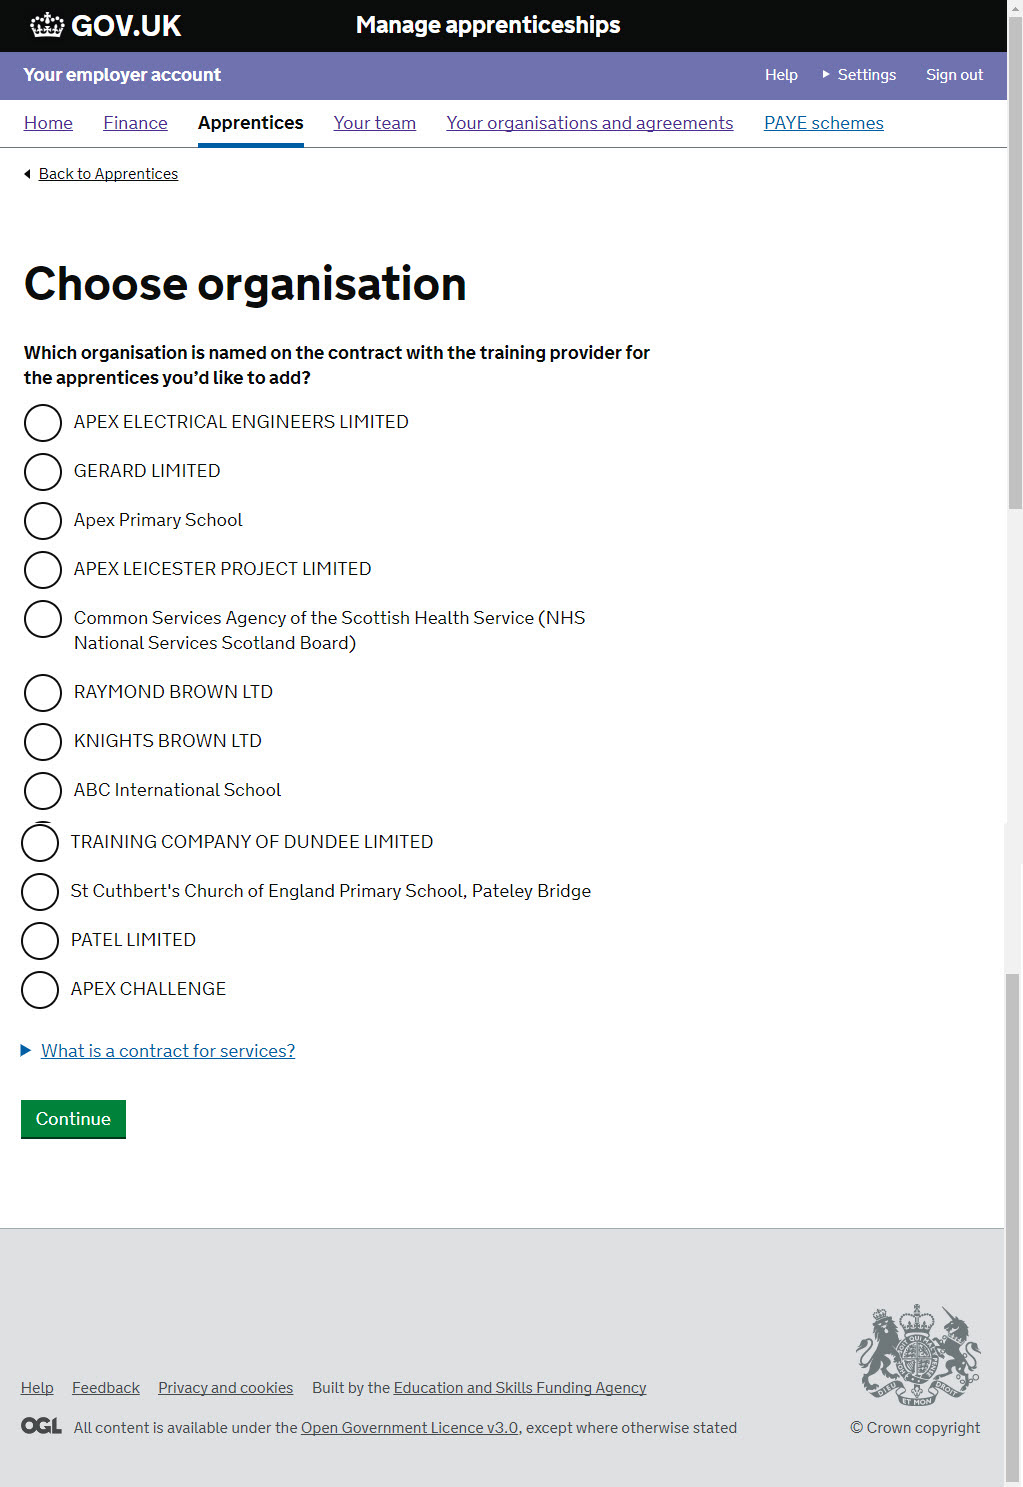 GOV.UK Manage apprenticeships
Your employer account Help Settings Sign out
Home Finance Apprentices Your team Your organisations and agreements PAYE schemes
Back to Apprentices
Choose organisation
Which organisation is named on the contract with the training provider for
the apprentices you’d like to add?
APEX ELECTRICAL ENGINEERS LIMITED
GERARD LIMITED
Apex Primary School
APEX LEICESTER PROJECT LIMITED
Common Services Agency of the Scottish Health Service (NHS
National Services Scotland Board)
RAYMOND BROWN LTD
KNIGHTS BROWN LTD
ABC International School
TRAINING COMPANY OF DUNDEE LIMITED
St Cuthbert's Church of England Primary School, Pateley Bridge
PATEL LIMITED
APEX CHALLENGE
What is a contract for services?
Continue
Help Feedback Privacy and cookies Built by the Education and Skills Funding Agency
OGL All content is available under the Open Government Licence v3.0, except where otherwise stated
© Crown copyright